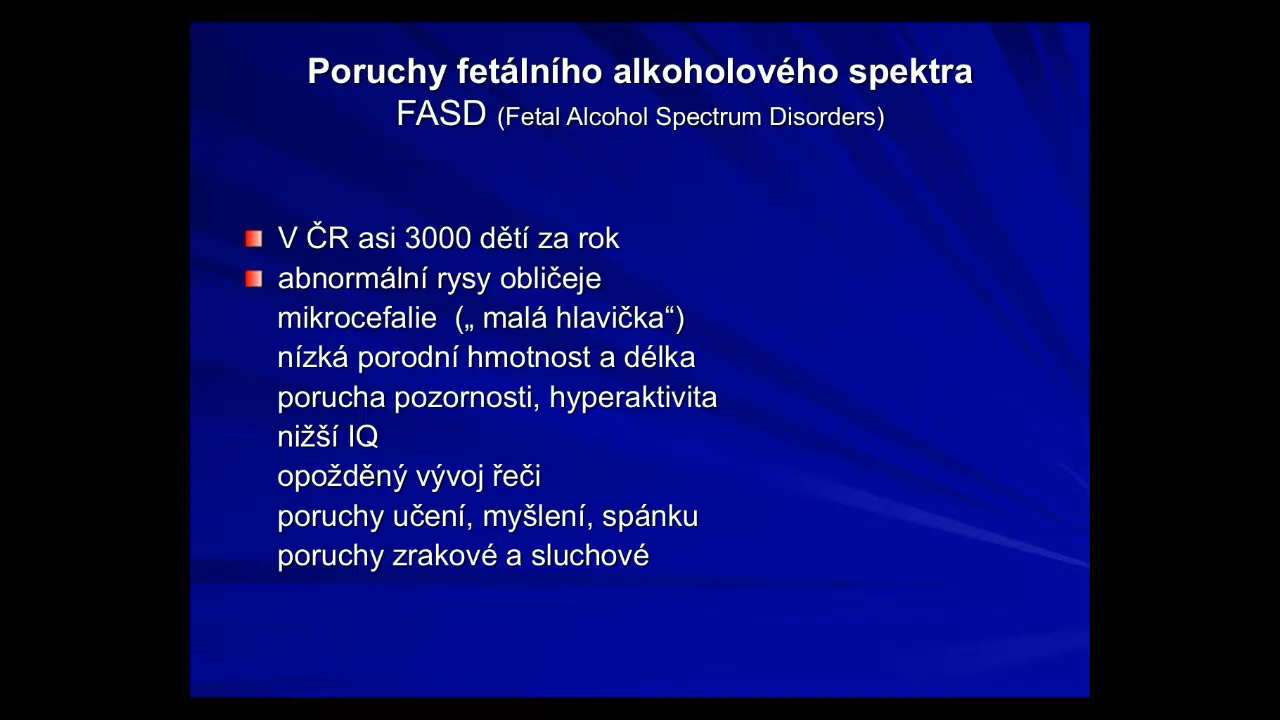 Poruchy fetálního alkoholového spektra
FASD (Fetal Alcohol Spectrum Disorders)
V ČR asi 3000 dětí za rok
abnormální rysy obličeje
mikrocefalie („ malá hlavička“)
nízká porodní hmotnost a délka
porucha pozornosti, hyperaktivita
nižší IQ
opožděný vývoj řeči
poruchy učení, myšlení, spánku
poruchy zrakové a sluchové